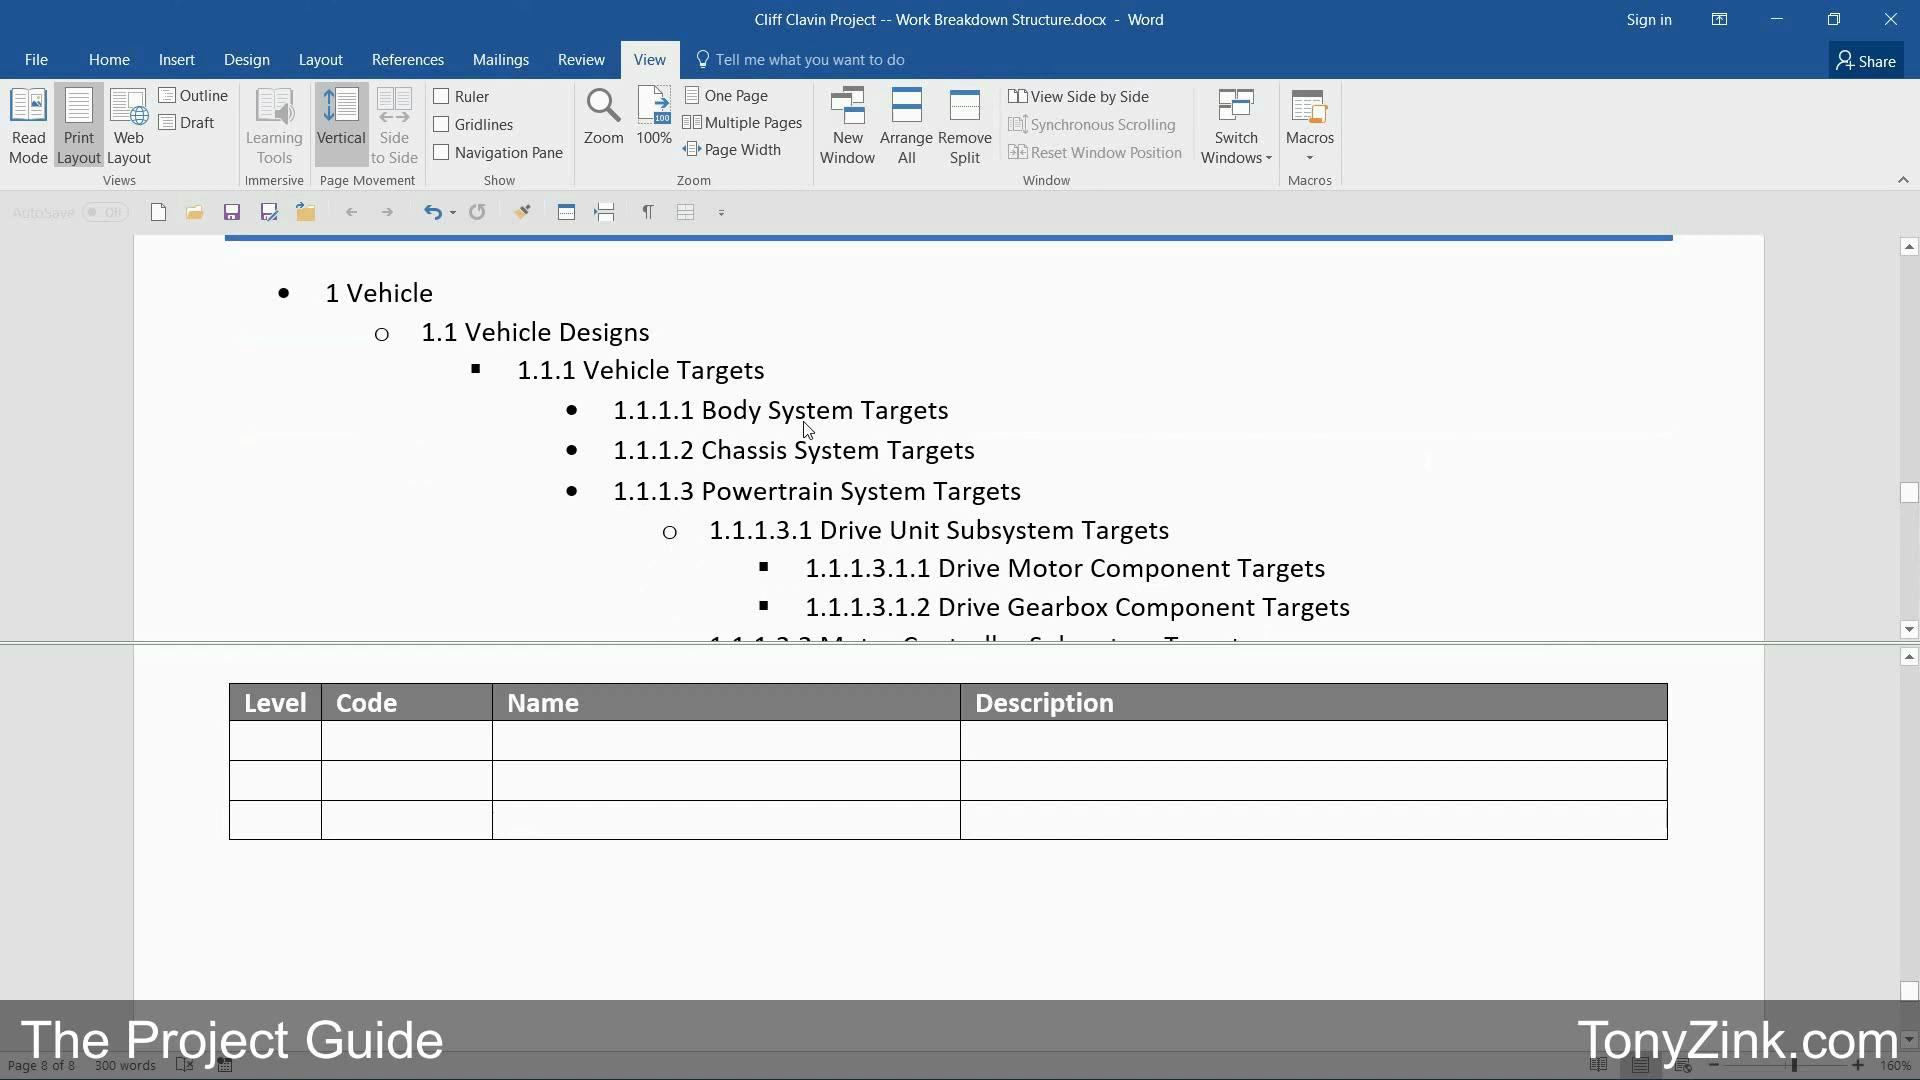 Cliff Clavin Project -- Work Breakdown Structure.docx - Word
Sign in
File Home Insert Design Layout References Mailings Review View Tell me what you want to do
Share
Read Mode
Print Layout
Web Layout
Outline
Draft
Views
Learning Tools
Immersive
Vertical
Side to Side
Page Movement
Ruler
Gridlines
Navigation Pane
Show
Zoom
100
100%
One Page
Multiple Pages
Page Width
Zoom
New Window
Arrange All
Remove Split
View Side by Side
Synchronous Scrolling
Reset Window Position
Window
Switch Windows
Macros
Macros
AutoSave Off
• 1 Vehicle
o 1.1 Vehicle Designs
▪ 1.1.1 Vehicle Targets
• 1.1.1.1 Body System Targets
• 1.1.1.2 Chassis System Targets
• 1.1.1.3 Powertrain System Targets
o 1.1.1.3.1 Drive Unit Subsystem Targets
▪ 1.1.1.3.1.1 Drive Motor Component Targets
▪ 1.1.1.3.1.2 Drive Gearbox Component Targets
Level Code Name Description
The Project Guide
TonyZink.com
Page 8 of 8 300 words
160%